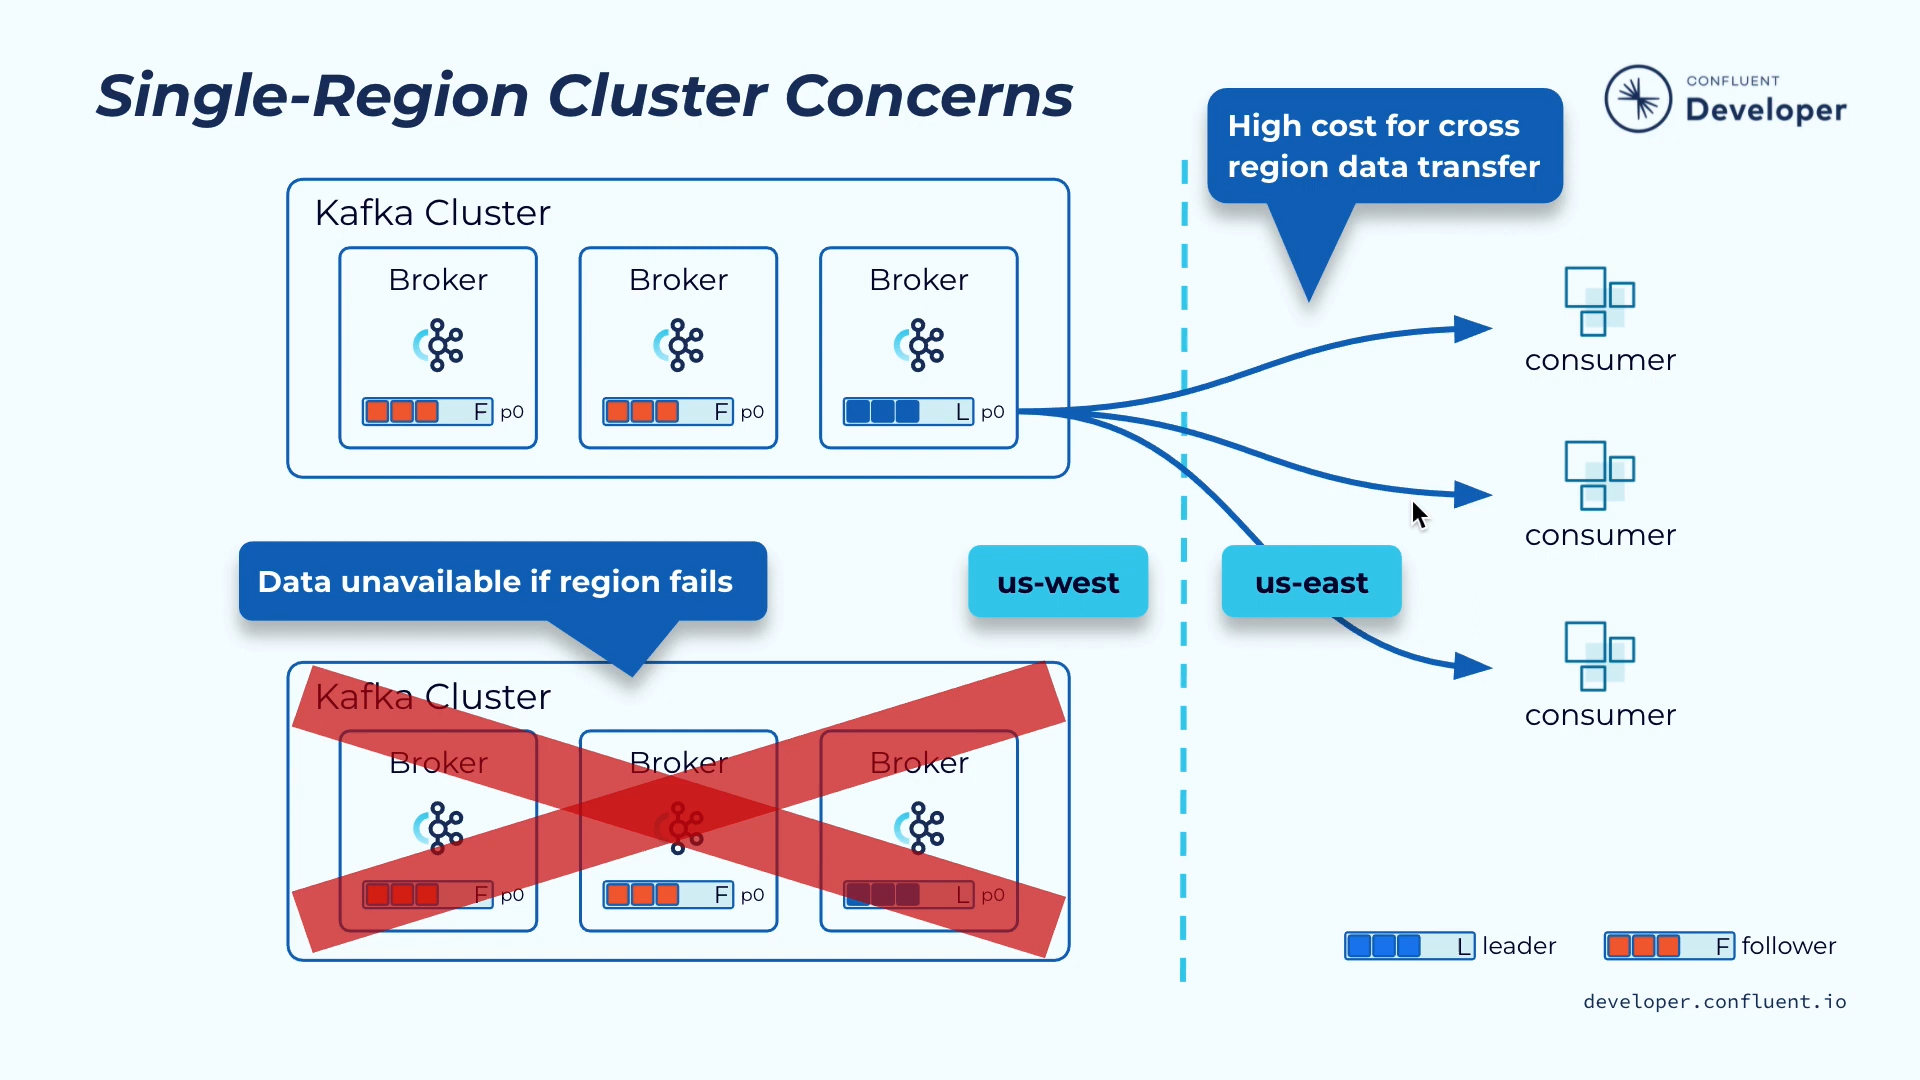 Single-Region Cluster Concerns
CONFLUENT
Developer
High cost for cross
region data transfer
Kafka Cluster
Broker
F p0
Broker
F p0
Broker
L p0
consumer
consumer
consumer
Data unavailable if region fails
us-west
us-east
Kafka Cluster
Broker
F p0
Broker
F p0
Broker
L p0
L leader
F follower
developer.confluent.io